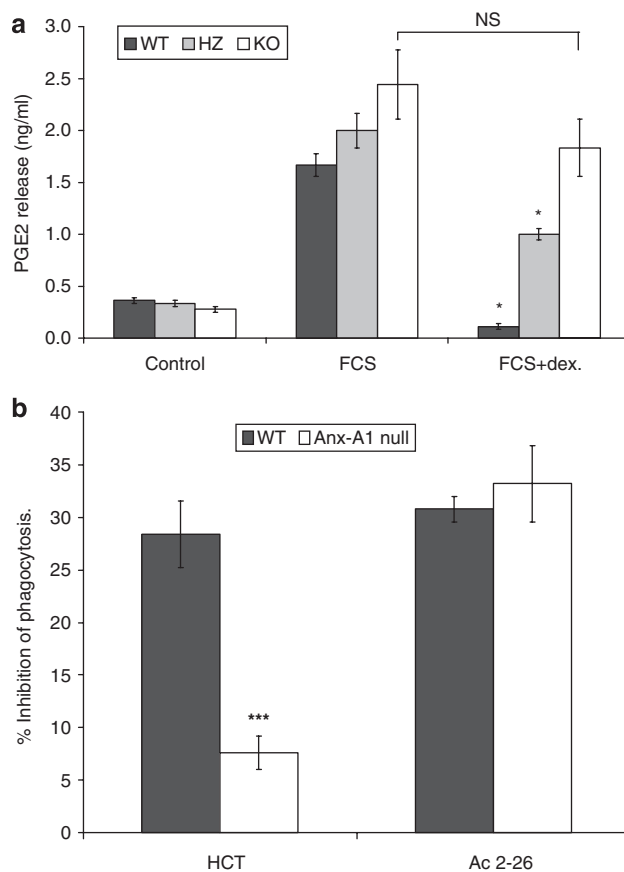 a
WT HZ KO
NS
PGE2 release (ng/ml)
3.0
2.5
2.0
1.5
1.0
0.5
0.0
*
*
Control FCS FCS+dex.
b
WT Anx-A1 null
% Inhibition of phagocytosis.
40
35
30
25
20
15
10
5
0
***
HCT Ac 2-26